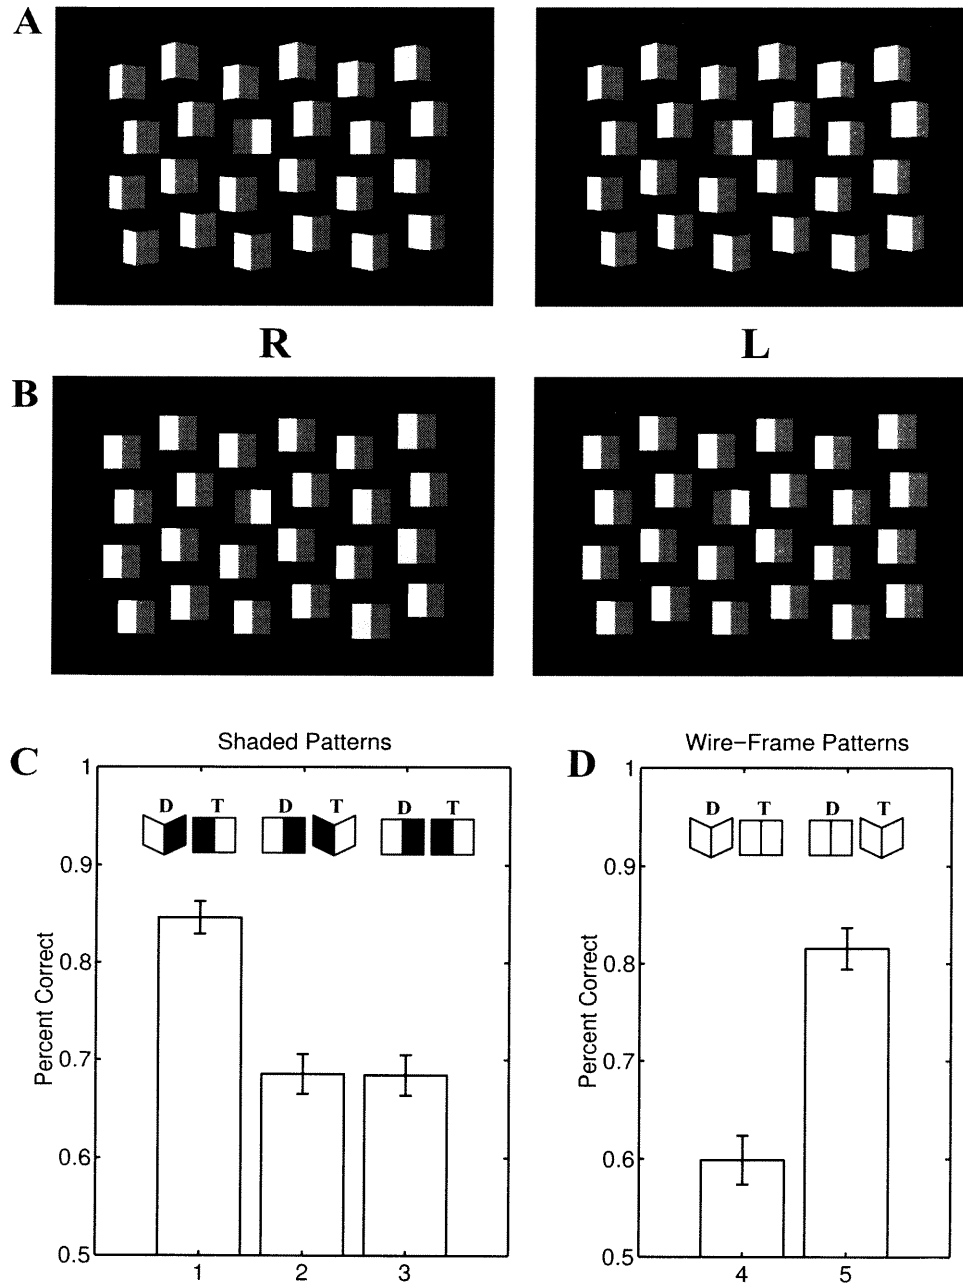 A
R L
B
C
Shaded Patterns
D T D T D T
Percent Correct
1
0.9
0.8
0.7
0.6
0.5
1 2 3
D
Wire-Frame Patterns
D T D T
Percent Correct
1
0.9
0.8
0.7
0.6
0.5
4 5